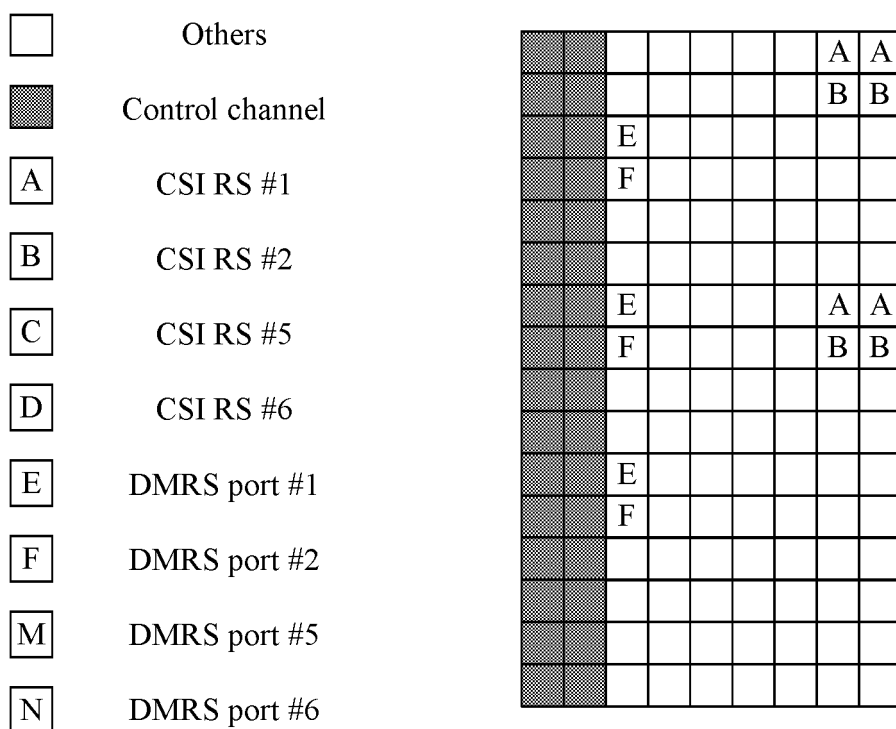 Others
Control channel
A CSI RS #1
B CSI RS #2
C CSI RS #5
D CSI RS #6
E DMRS port #1
F DMRS port #2
M DMRS port #5
N DMRS port #6
A A
B B
E
F
E A A
F B B
E
F